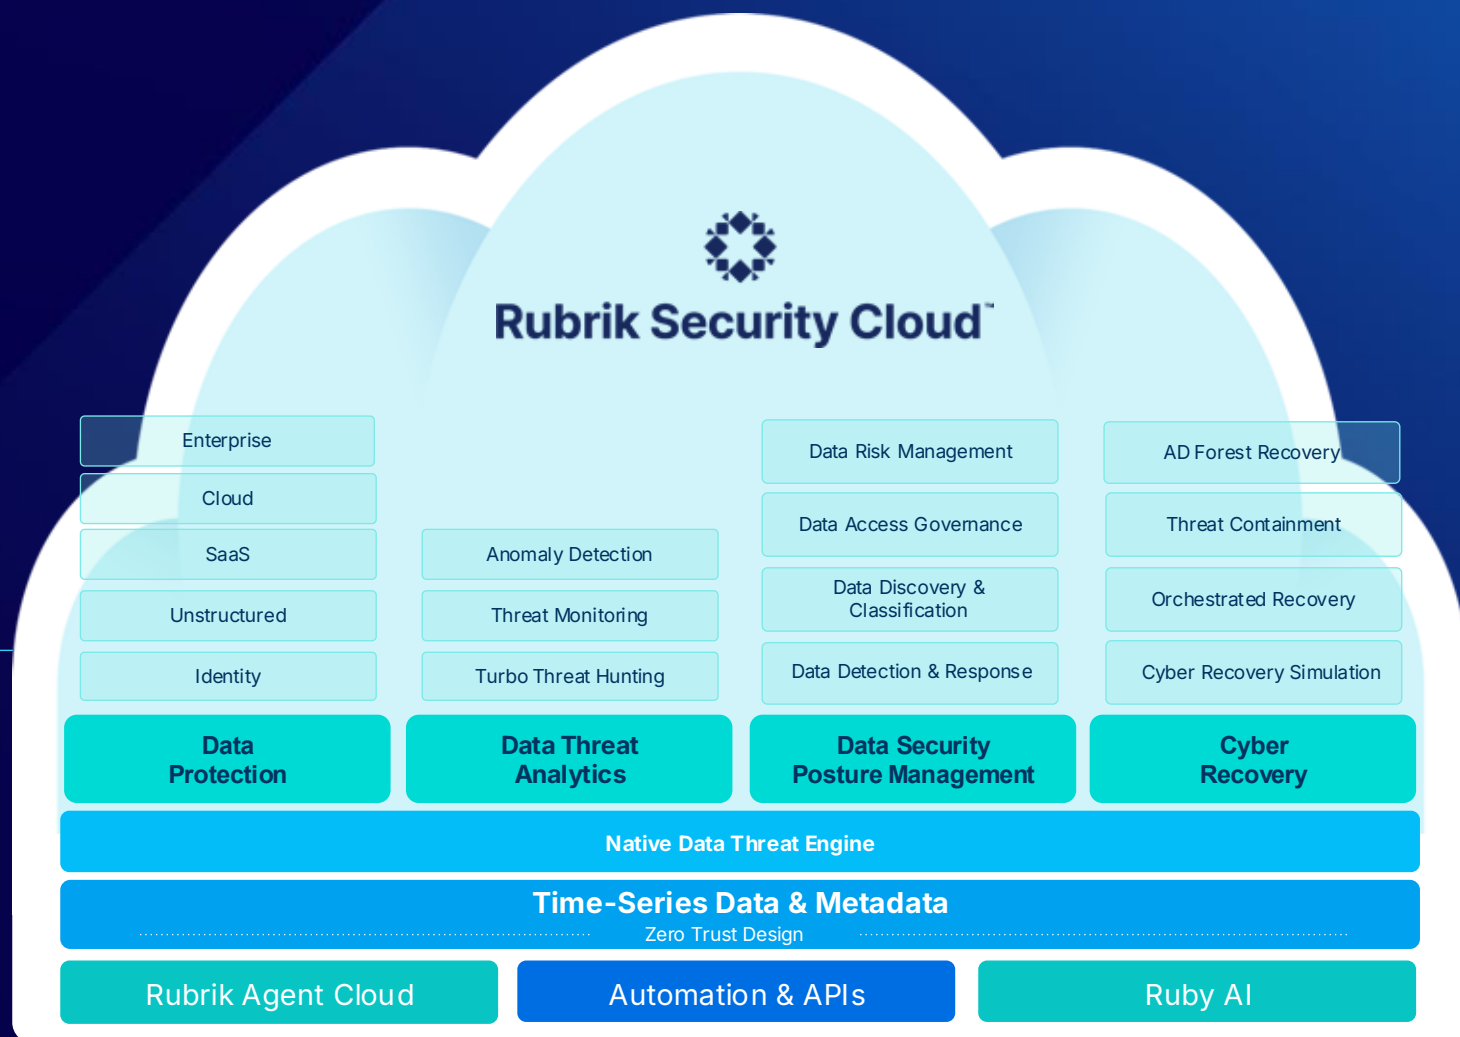 Rubrik Security Cloud™
Enterprise
Cloud
SaaS
Unstructured
Identity
Data
Protection
Anomaly Detection
Threat Monitoring
Turbo Threat Hunting
Data Threat
Analytics
Data Risk Management
Data Access Governance
Data Discovery &
Classification
Data Detection & Response
Data Security
Posture Management
AD Forest Recovery
Threat Containment
Orchestrated Recovery
Cyber Recovery Simulation
Cyber
Recovery
Native Data Threat Engine
Time-Series Data & Metadata
Zero Trust Design
Rubrik Agent Cloud
Automation & APIs
Ruby AI